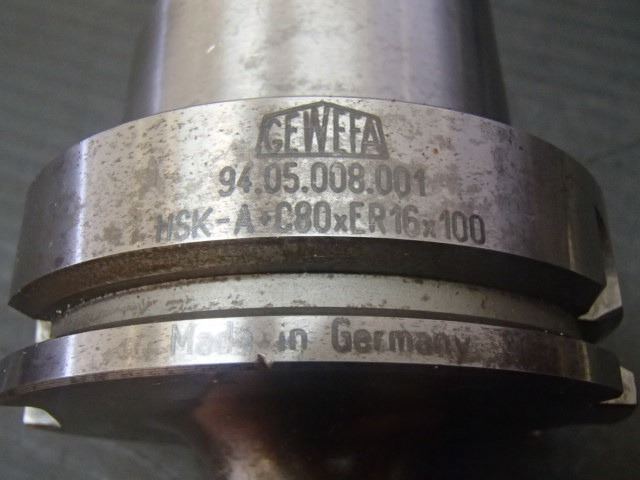 GEWEFA
94.05.008.001
HSK-A+C80xER16x100
Made in Germany